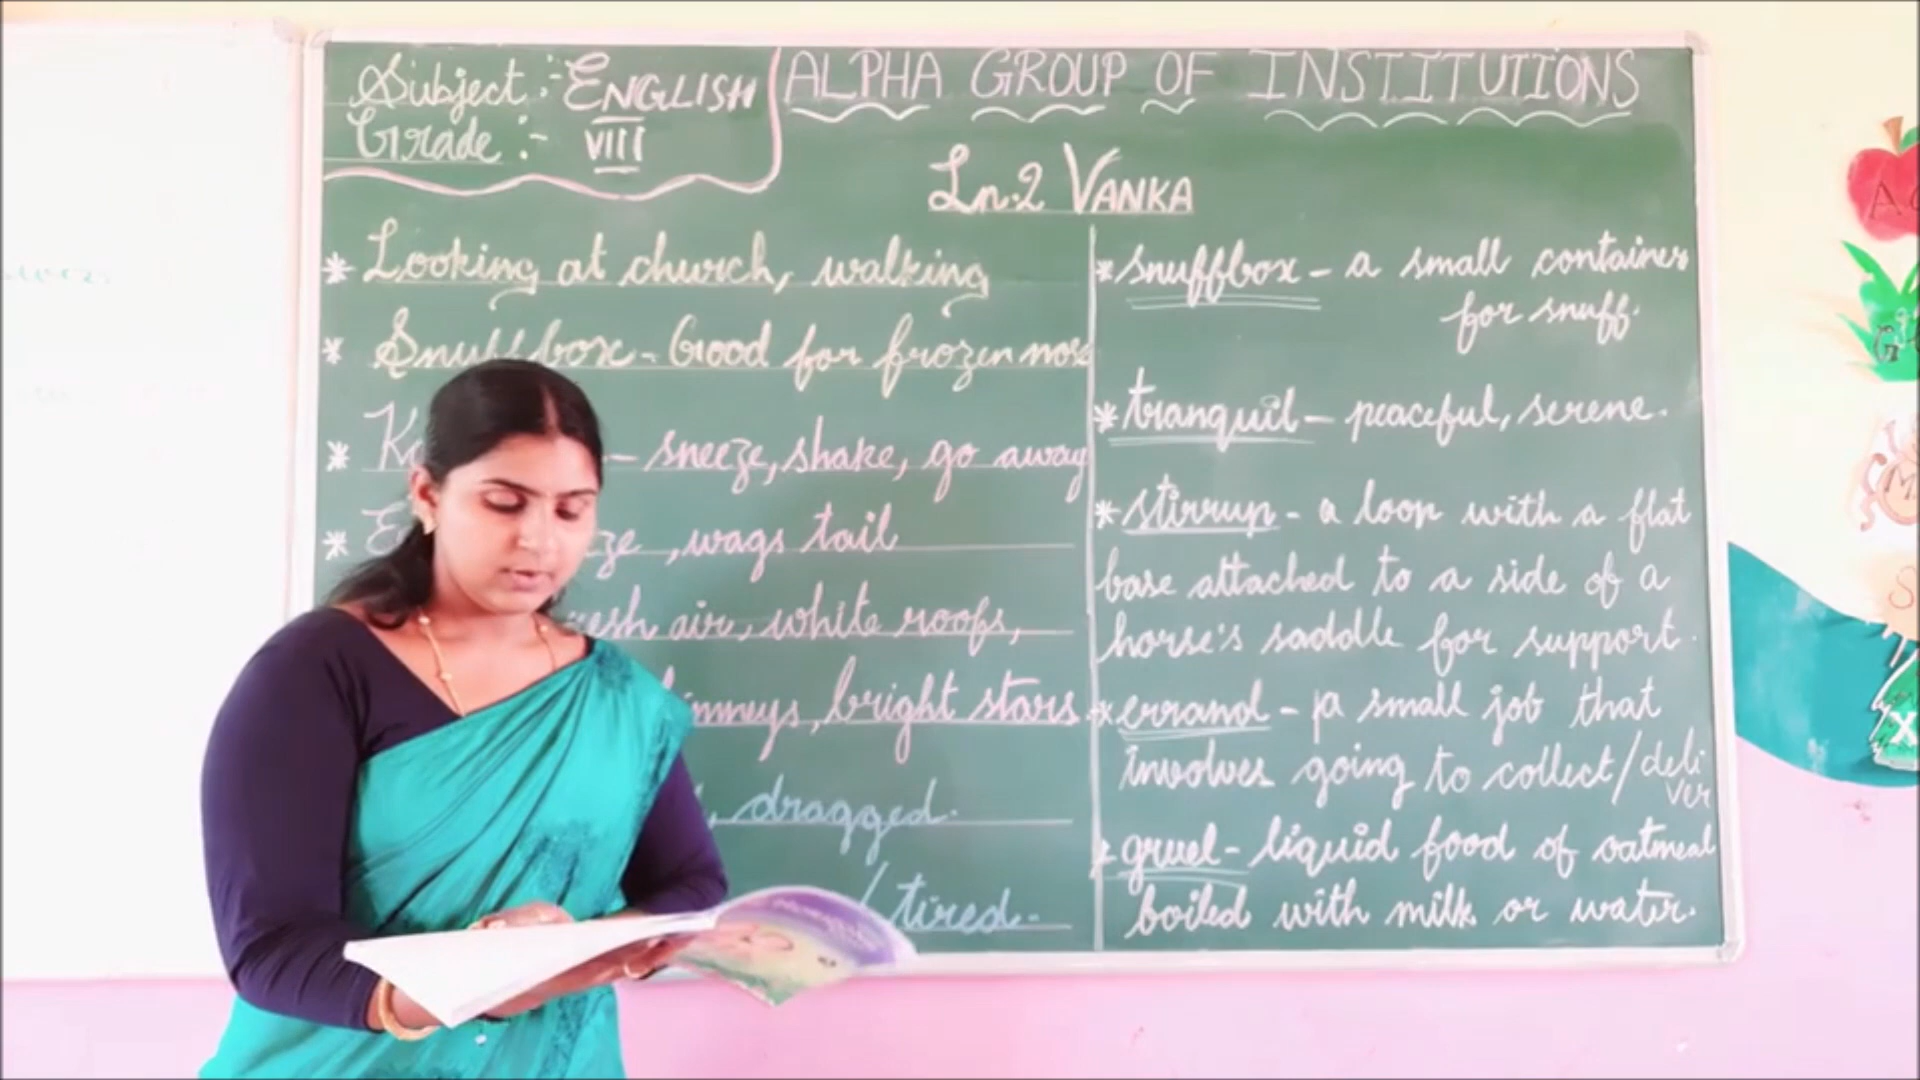 Subject :- ENGLISH
Grade :- VIII
ALPHA GROUP OF INSTITUTIONS
Ln.2 VANKA
* Looking at church, walking
* Snuffbox - Good for frozen nose
* - sneeze, shake, go away
* , wags tail
air, white roofs,
, bright stars.
, dragged.
/ tired.
* snuffbox - a small container
for snuff.
* tranquil - peaceful, serene.
* stirrup - a loop with a flat
base attached to a side of a
horse's saddle for support.
* errand - A small job that
involves going to collect/deli
ver
* gruel - liquid food of oatmeal
boiled with milk or water.
X